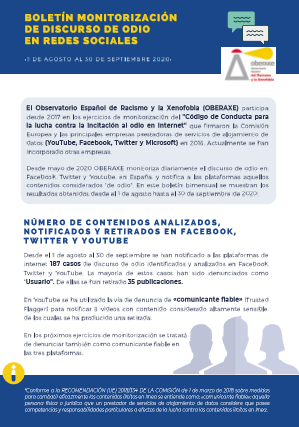 BOLETÍN MONITORIZACIÓN
DE DISCURSO DE ODIO
EN REDES SOCIALES
·1 DE AGOSTO AL 30 DE SEPTIEMBRE 2020·
oberaxe
El Observatorio Español de Racismo y la Xenofobia (OBERAXE) participa
desde 2017 en los ejercicios de monitorización del "Código de Conducta para
la lucha contra la incitación al odio en Internet" que firmaron la Comisión
Europea y las principales empresas prestadoras de servicios de alojamiento de
datos (YouTube, Facebook, Twitter y Microsoft) en 2016. Actualmente se han
incorporado otras empresas.
Desde mayo de 2020 OBERAXE monitoriza diariamente el discurso de odio en
Facebook Twitter y Youtube en España y notifica a las plataformas aquellos
contenidos considerados "de odio". En este boletín bimensual se muestran los
resultados obtenidos desde el 1 de agosto hasta el 30 de septiembre de 2020.
NÚMERO DE CONTENIDOS ANALIZADOS,
NOTIFICADOS Y RETIRADOS EN FACEBOOK,
TWITTER Y YOUTUBE
Desde el 1 de agosto al 30 de septiembre se han notificado a las plataformas de
Internet 187 casos de discurso de odio identificados y analizados en Facebook
Twitter y YouTube. La mayoría de estos casos han sido denunciados como
"Usuario". De ellas se han retirado 35 publicaciones.
En YouTube se ha utilizado la vía de denuncia de «comunicante fiable» (Trusted
Flagger) para notificar 8 vídeos con contenido considerado altamente sensible,
de los cuales se ha producido una retirada.
En los próximos ejercicios de monitorización se tratará
de denunciar también como comunicante fiable en
las tres plataformas.
i
*Conforme a la RECOMENDACIÓN (UE) 2018/334 DE LA COMISIÓN de 1 de marzo de 2018 sobre medidas
para combatir eficazmente los contenidos ilícitos en línea se entiende como: «comunicante fiable»: aquella
persona física o jurídica que un prestador de servicios de alojamiento de datos considere que posee
competencias y responsabilidades particulares a efectos de la lucha contra los contenidos ilícitos en línea.